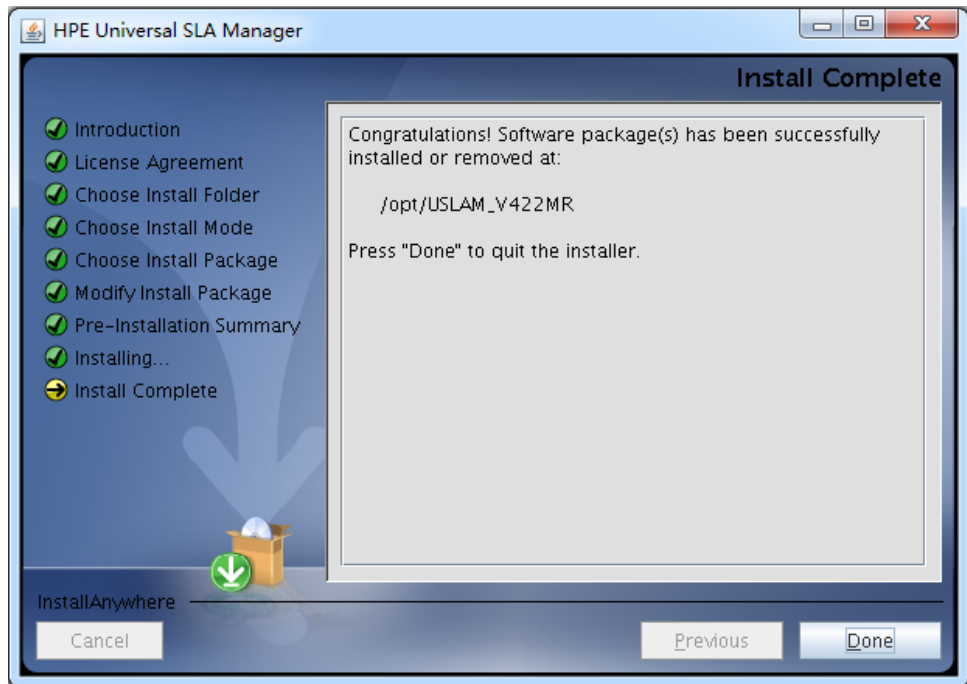 HPE Universal SLA Manager
Install Complete
Introduction
License Agreement
Choose Install Folder
Choose Install Mode
Choose Install Package
Modify Install Package
Pre-Installation Summary
Installing...
Install Complete
Congratulations! Software package(s) has been successfully
installed or removed at:
/opt/USLAM_V422MR
Press "Done" to quit the installer.
InstallAnywhere
Cancel
Previous
Done